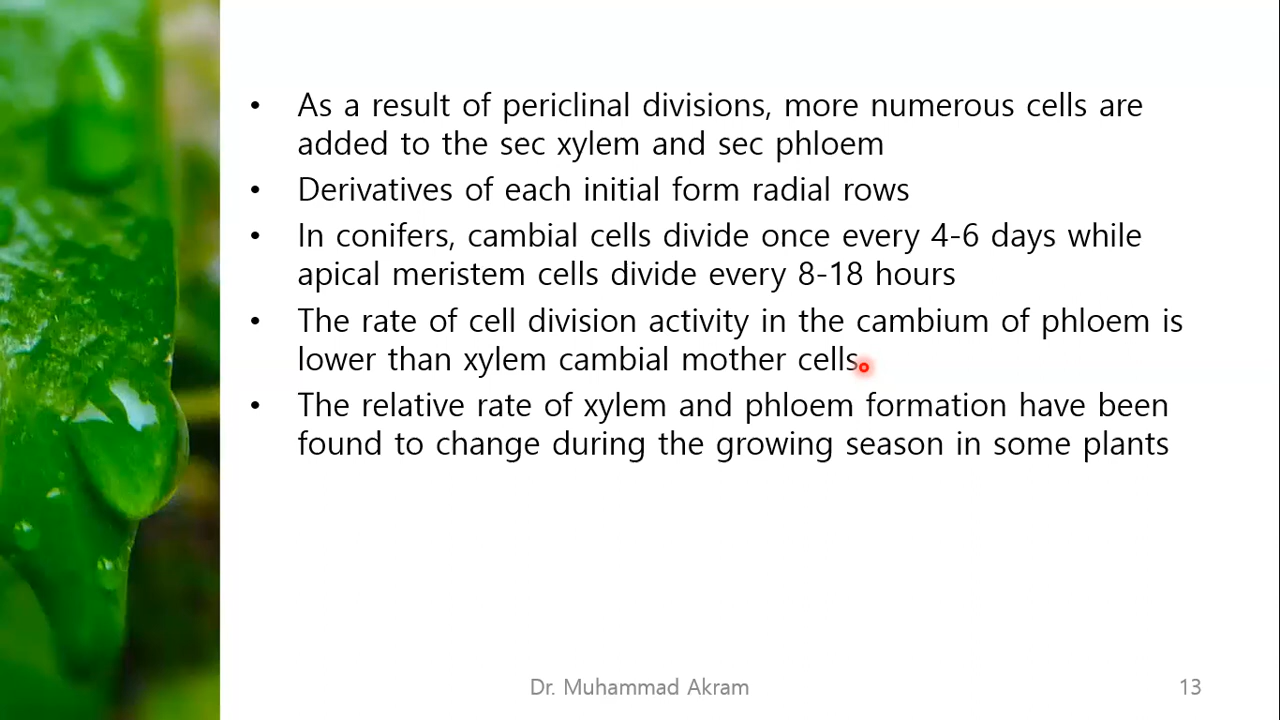 • As a result of periclinal divisions, more numerous cells are
added to the sec xylem and sec phloem
• Derivatives of each initial form radial rows
• In conifers, cambial cells divide once every 4-6 days while
apical meristem cells divide every 8-18 hours
• The rate of cell division activity in the cambium of phloem is
lower than xylem cambial mother cells.
• The relative rate of xylem and phloem formation have been
found to change during the growing season in some plants
Dr. Muhammad Akram
13